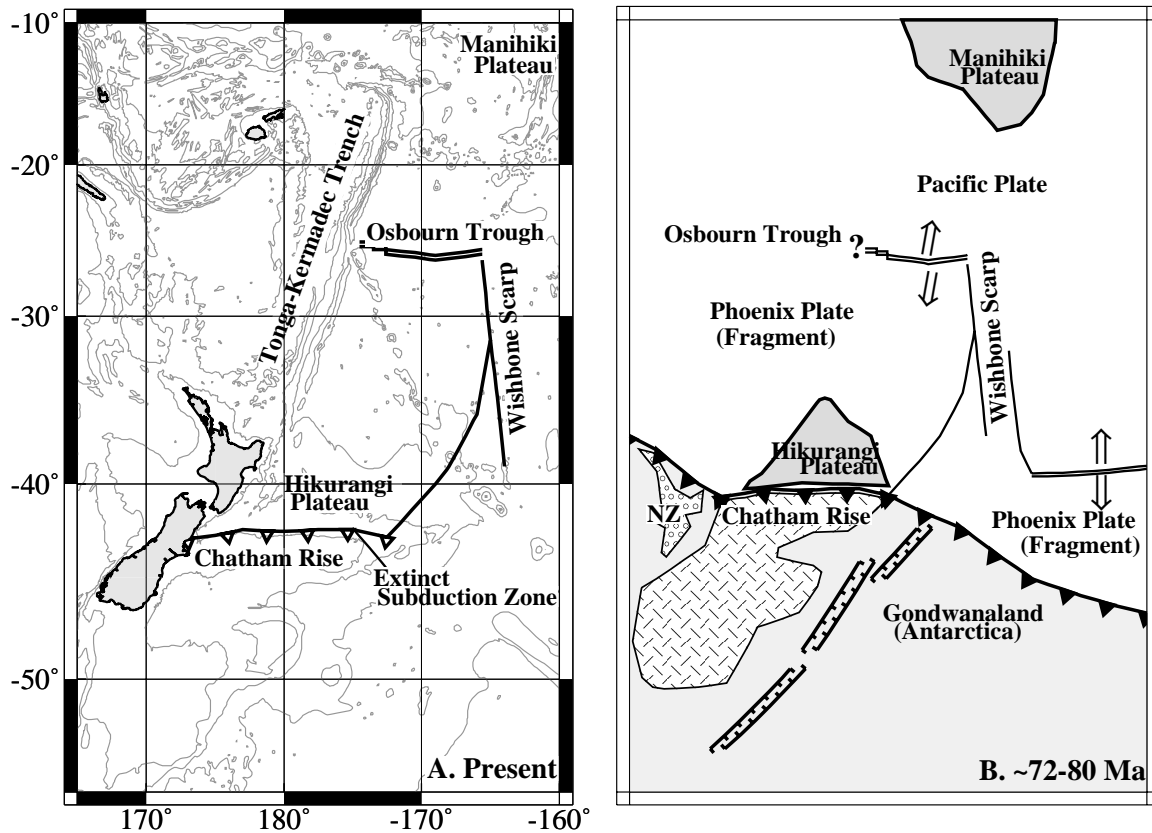 -10°
-20°
-30°
-40°
-50°
170°
180°
-170°
-160°
Manihiki
Plateau
Tonga-Kermadec Trench
Osbourn Trough
Wishbone Scarp
Hikurangi
Plateau
Chatham Rise
Extinct
Subduction Zone
A. Present
Manihiki
Plateau
Pacific Plate
Osbourn Trough ?
Phoenix Plate
(Fragment)
Wishbone Scarp
Hikurangi
Plateau
NZ
Chatham Rise
Phoenix Plate
(Fragment)
Gondwanaland
(Antarctica)
B. ~72-80 Ma